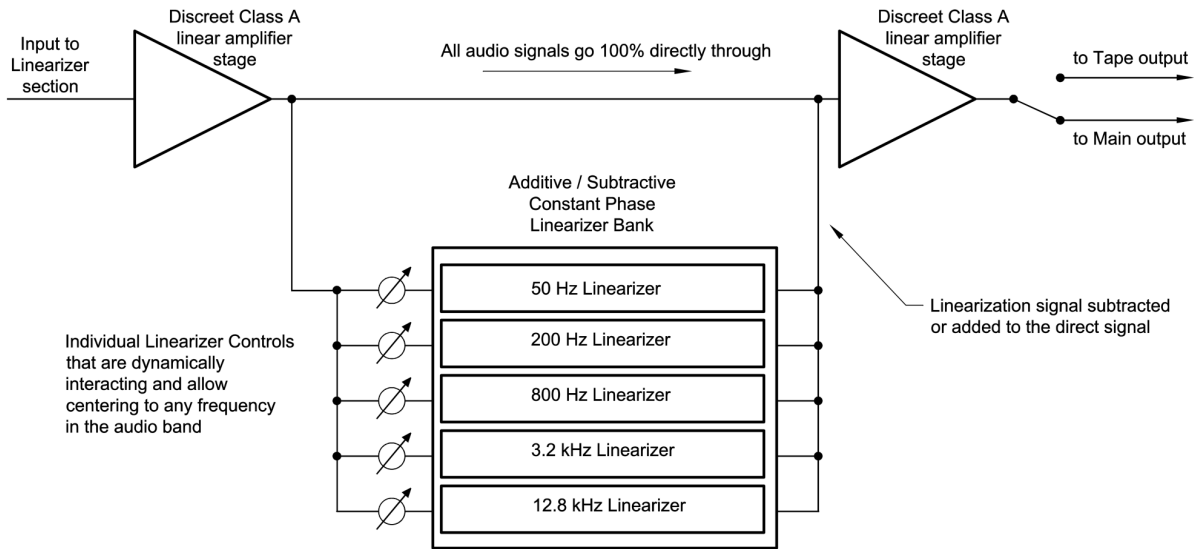 Discreet Class A
linear amplifier
stage
Input to
Linearizer
section
All audio signals go 100% directly through
Discreet Class A
linear amplifier
stage
to Tape output
to Main output
Additive / Subtractive
Constant Phase
Linearizer Bank
50 Hz Linearizer
200 Hz Linearizer
800 Hz Linearizer
3.2 kHz Linearizer
12.8 kHz Linearizer
Individual Linearizer Controls
that are dynamically
interacting and allow
centering to any frequency
in the audio band
Linearization signal subtracted
or added to the direct signal